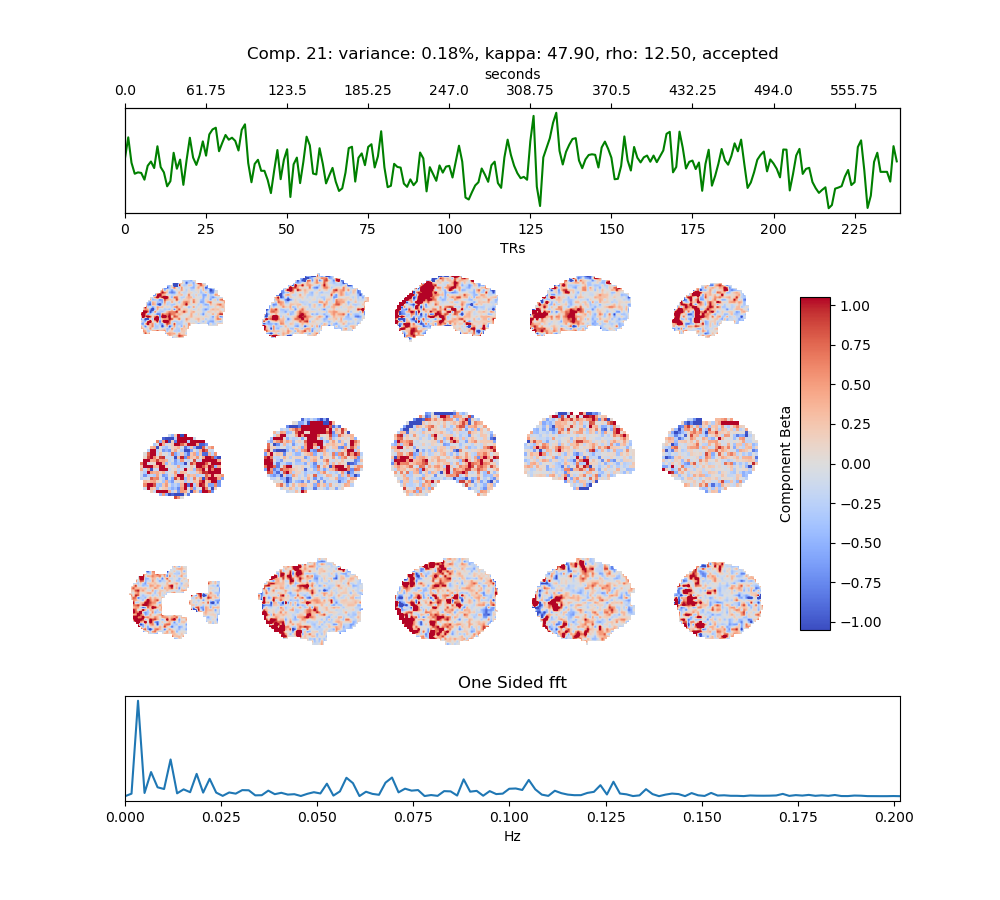 Comp. 21: variance: 0.18%, kappa: 47.90, rho: 12.50, accepted
seconds
0.0 61.75 123.5 185.25 247.0 308.75 370.5 432.25 494.0 555.75
0 25 50 75 100 125 150 175 200 225
TRs
1.00
0.75
0.50
0.25
0.00
−0.25
−0.50
−0.75
−1.00
Component Beta
One Sided fft
0.000 0.025 0.050 0.075 0.100 0.125 0.150 0.175 0.200
Hz